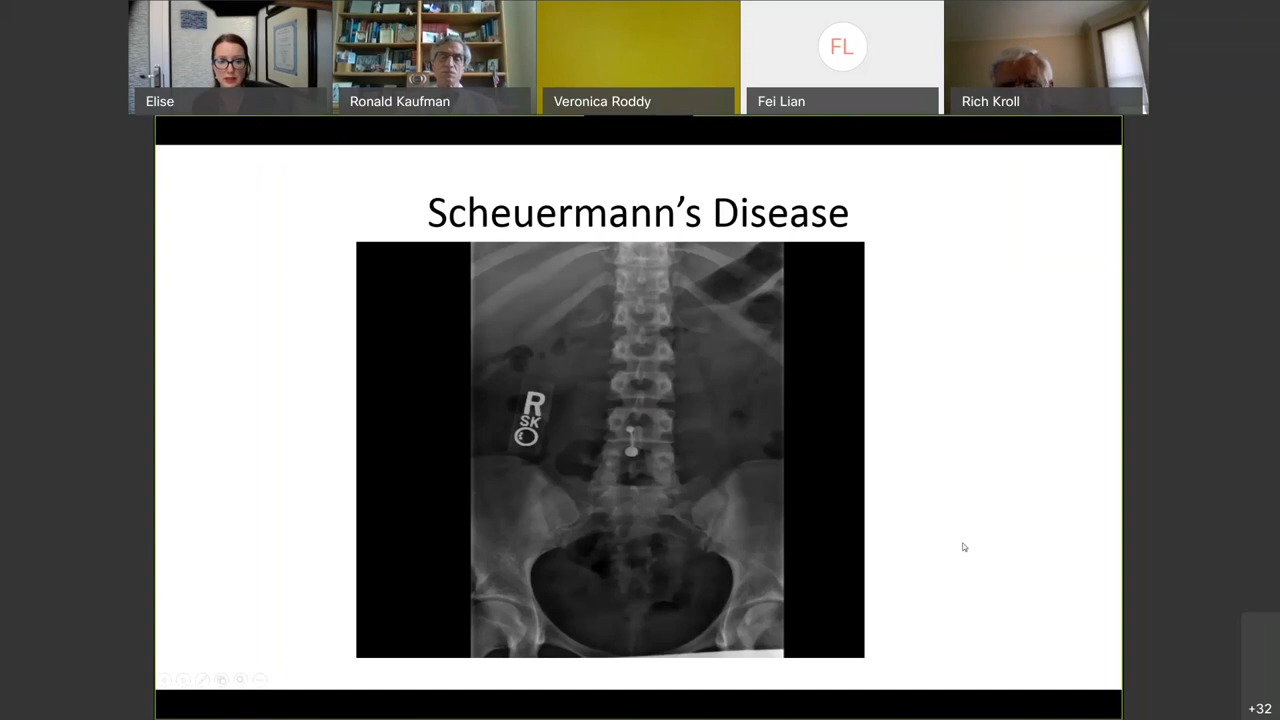 Elise
Ronald Kaufman
Veronica Roddy
FL
Fei Lian
Rich Kroll
Scheuermann’s Disease
R
SK
+32